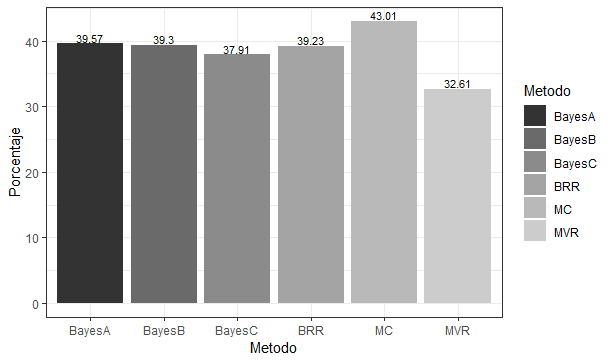 43.01
39.57
39.3
37.91
39.23
32.61
40
30
20
10
0
Porcentaje
BayesA
BayesB
BayesC
BRR
MC
MVR
Metodo
Metodo
BayesA
BayesB
BayesC
BRR
MC
MVR